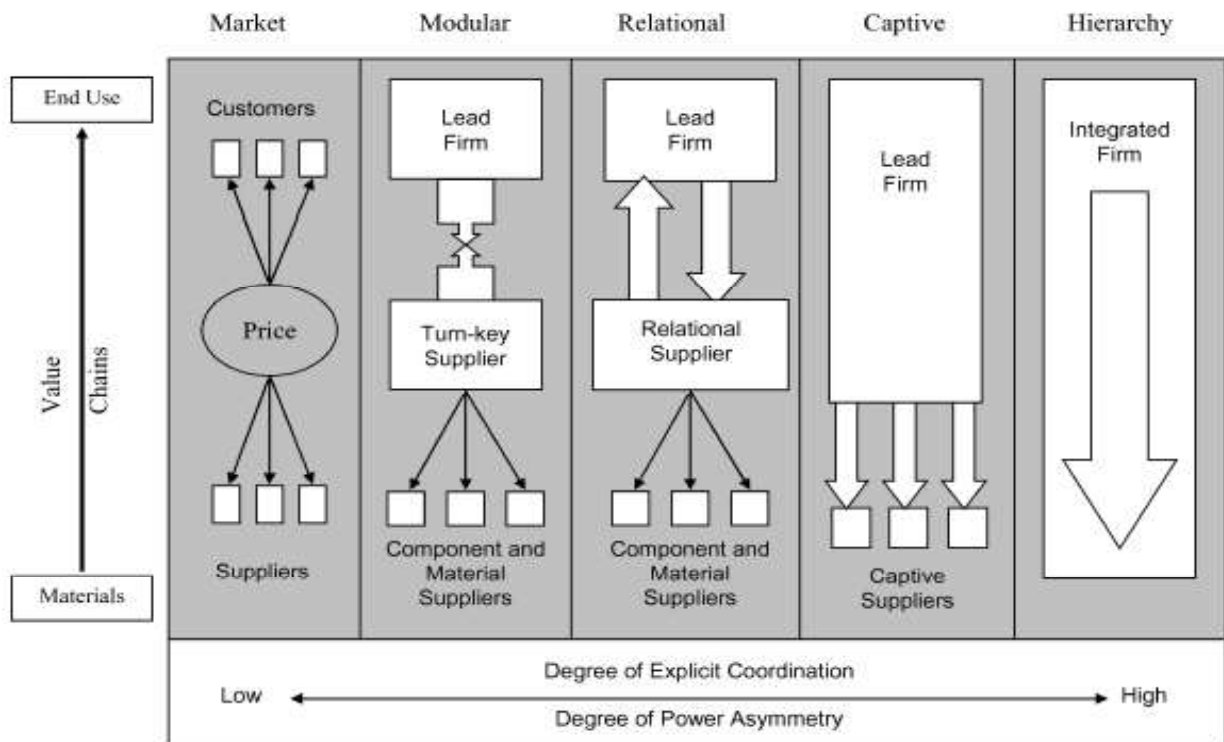 Market
Modular
Relational
Captive
Hierarchy
End Use
Value
Chains
Materials
Customers
Price
Suppliers
Lead
Firm
Turn-key
Supplier
Component and
Material
Suppliers
Lead
Firm
Relational
Supplier
Component and
Material
Suppliers
Lead
Firm
Captive
Suppliers
Integrated
Firm
Degree of Explicit Coordination
Low
High
Degree of Power Asymmetry